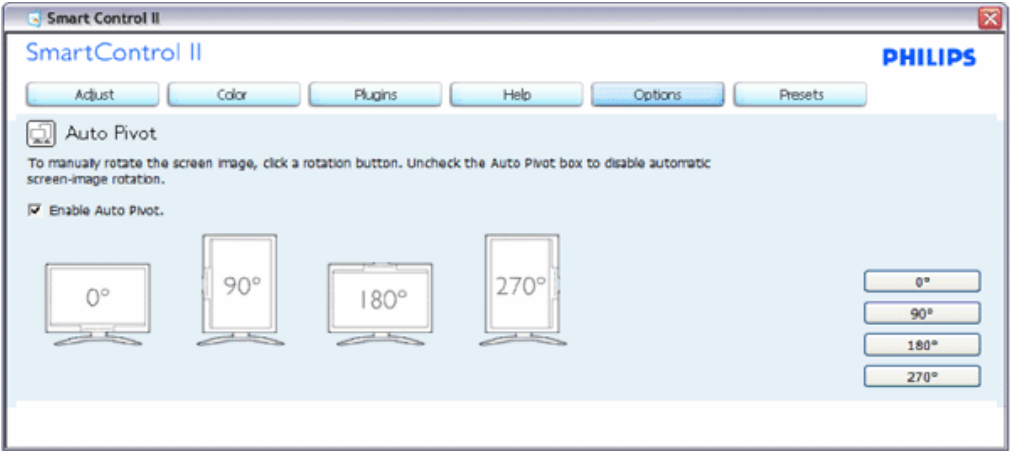 Smart Control II
SmartControl II
PHILIPS
Adjust Color Plugins Help Options Presets
Auto Pivot
To manually rotate the screen image, click a rotation button. Uncheck the Auto Pivot box to disable automatic
screen-image rotation.
Enable Auto Pivot.
0° 90° 180° 270°
0°
90°
180°
270°